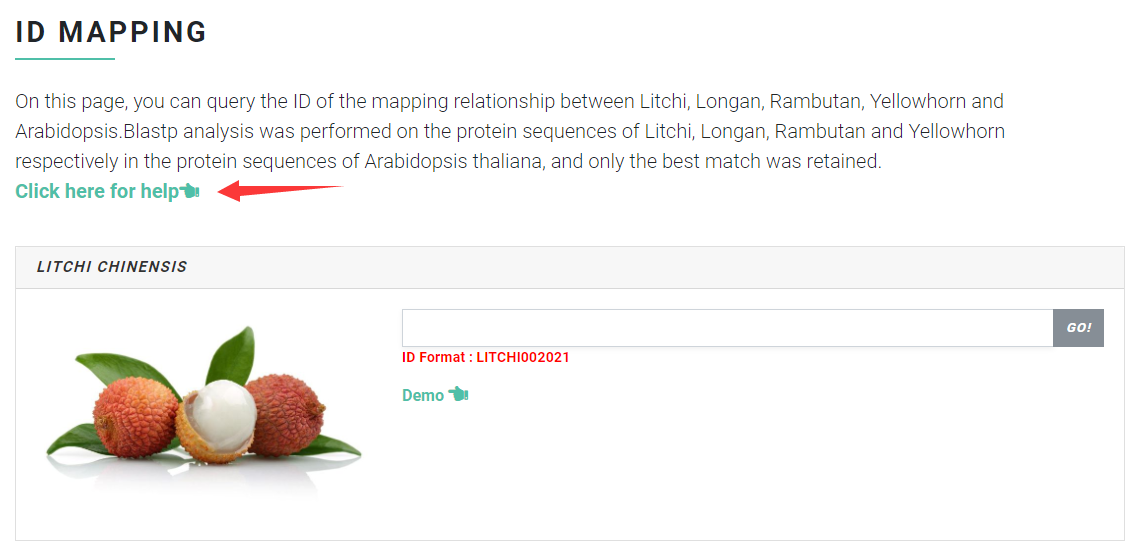 ID MAPPING
On this page, you can query the ID of the mapping relationship between Litchi, Longan, Rambutan, Yellowhorn and
Arabidopsis.Blastp analysis was performed on the protein sequences of Litchi, Longan, Rambutan and Yellowhorn
respectively in the protein sequences of Arabidopsis thaliana, and only the best match was retained.
Click here for help
LITCHI CHINENSIS
GO!
ID Format : LITCHI002021
Demo